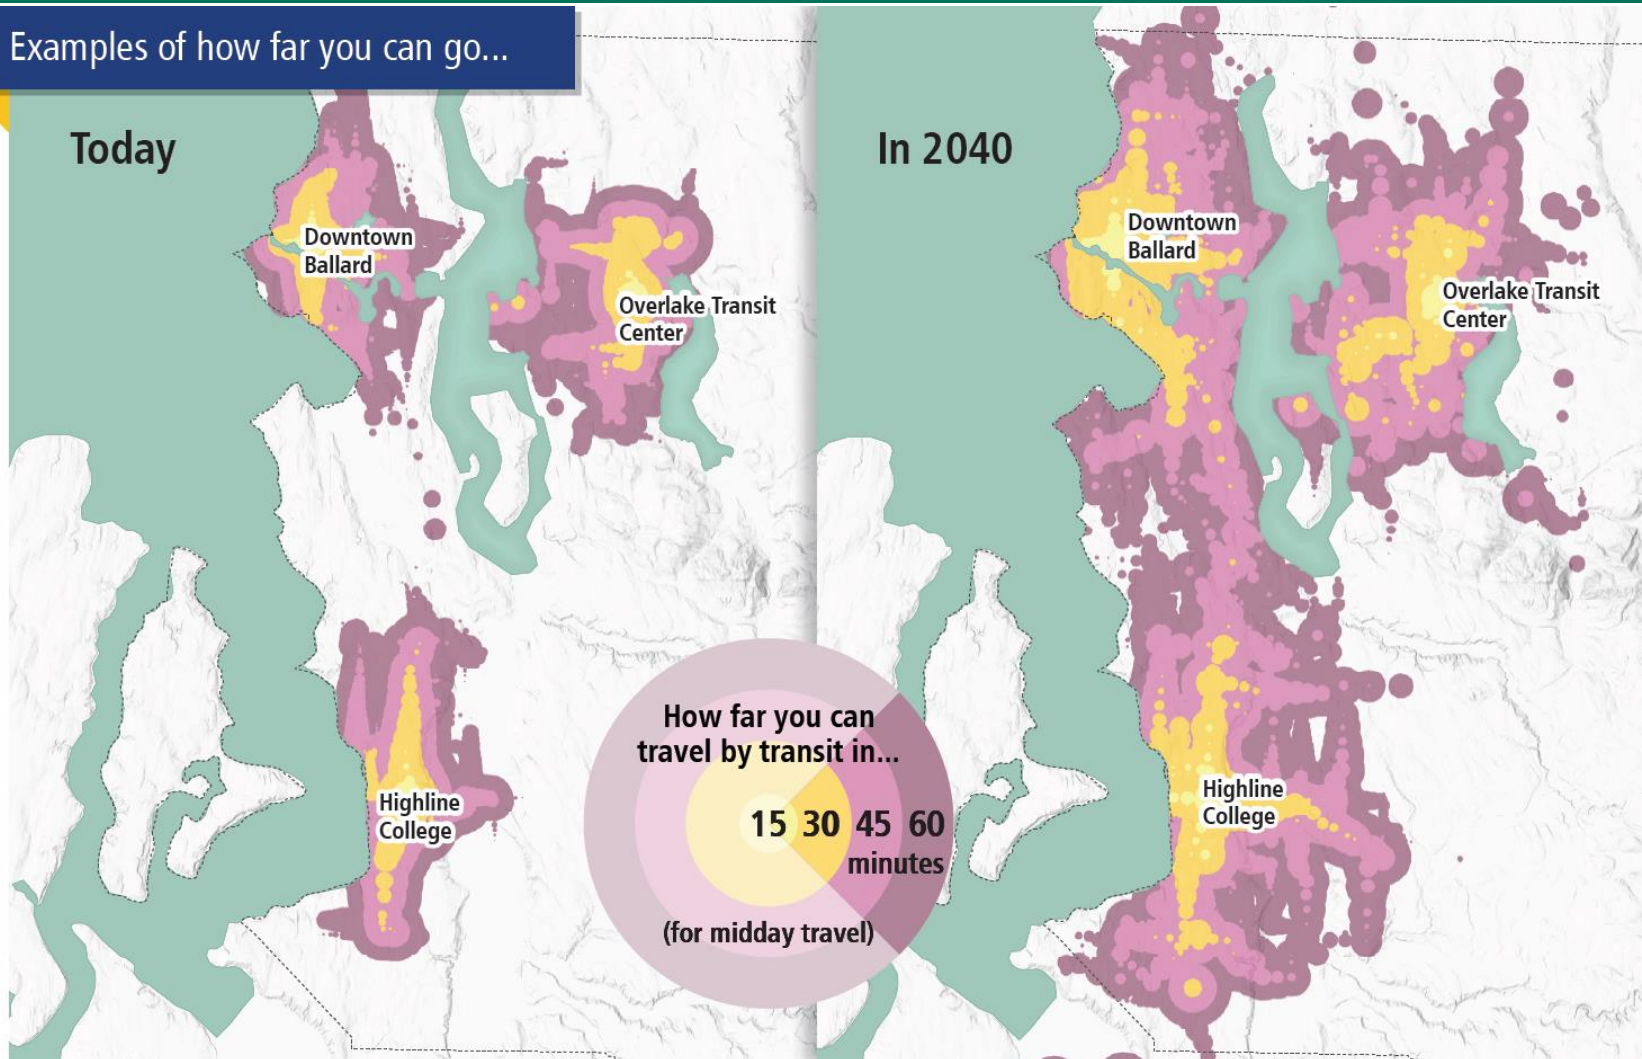 Examples of how far you can go...
Today
Downtown
Ballard
Overlake Transit
Center
Highline
College
In 2040
Downtown
Ballard
Overlake Transit
Center
Highline
College
How far you can
travel by transit in...
15 30 45 60
minutes
(for midday travel)